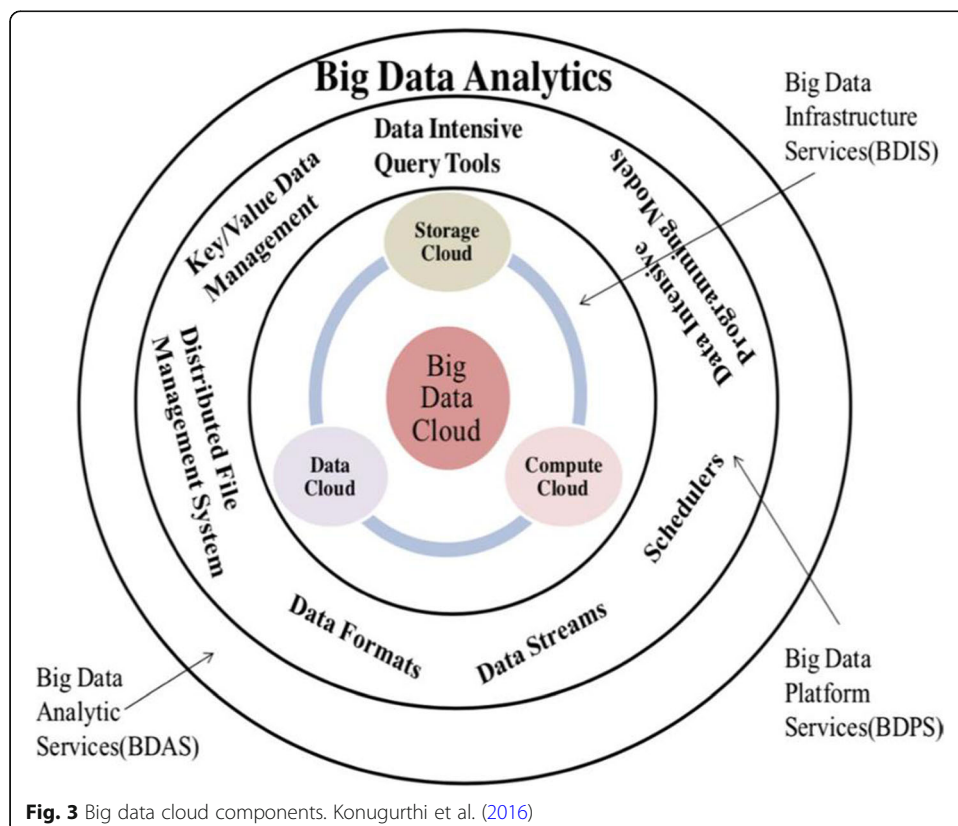 Big Data Analytics
Big Data
Infrastructure
Services(BDIS)
Data Intensive
Query Tools
Key/Value Data
Management
Data Intensive
Programming Models
Storage
Cloud
Big
Data
Cloud
Distributed File
Management System
Data
Cloud
Compute
Cloud
Schedulers
Data Formats
Data Streams
Big Data
Analytic
Services(BDAS)
Big Data
Platform
Services(BDPS)
Fig. 3 Big data cloud components. Konugurthi et al. (2016)